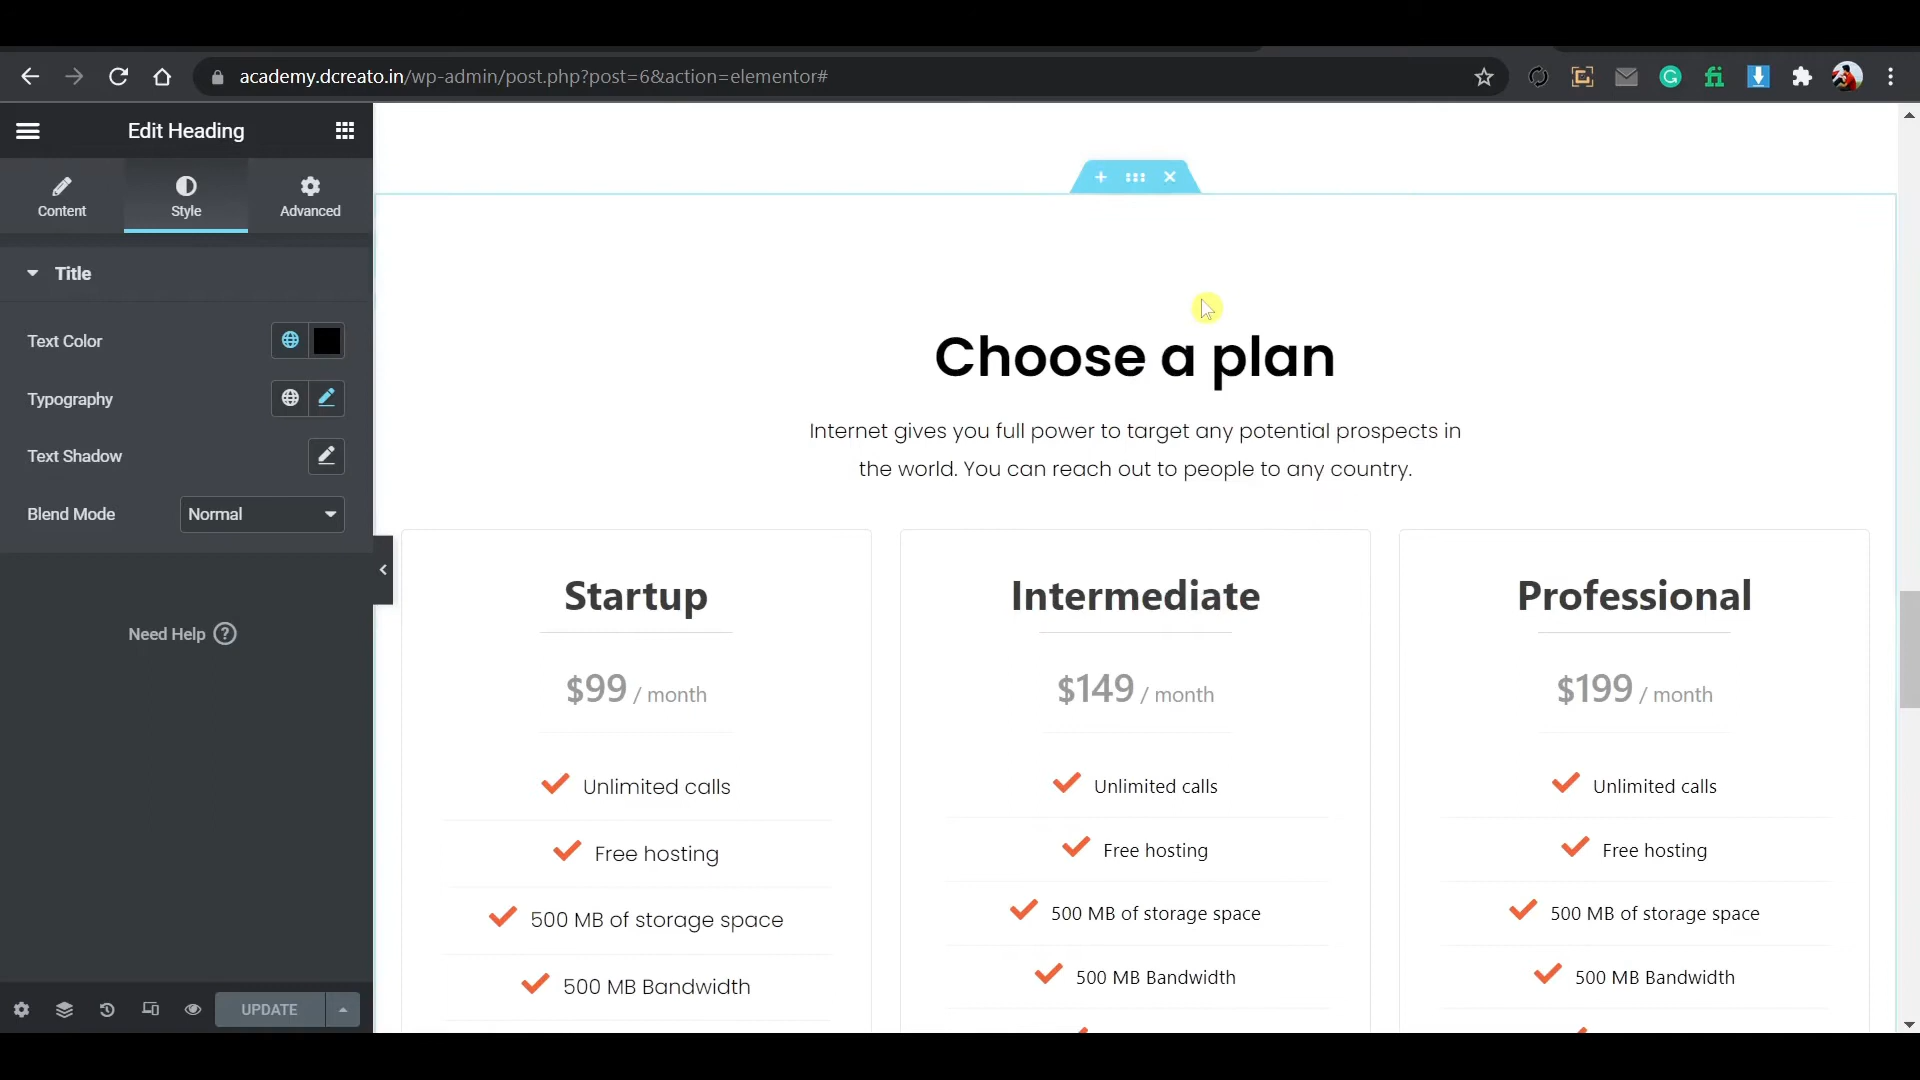 academy.dcreato.in/wp-admin/post.php?post=6&action=elementor#
Edit Heading
Content
Style
Advanced
Title
Text Color
Typography
Text Shadow
Blend Mode
Normal
Need Help ?
UPDATE
Choose a plan
Internet gives you full power to target any potential prospects in
the world. You can reach out to people to any country.
Startup
$99 / month
Unlimited calls
Free hosting
500 MB of storage space
500 MB Bandwidth
Intermediate
$149 / month
Unlimited calls
Free hosting
500 MB of storage space
500 MB Bandwidth
Professional
$199 / month
Unlimited calls
Free hosting
500 MB of storage space
500 MB Bandwidth